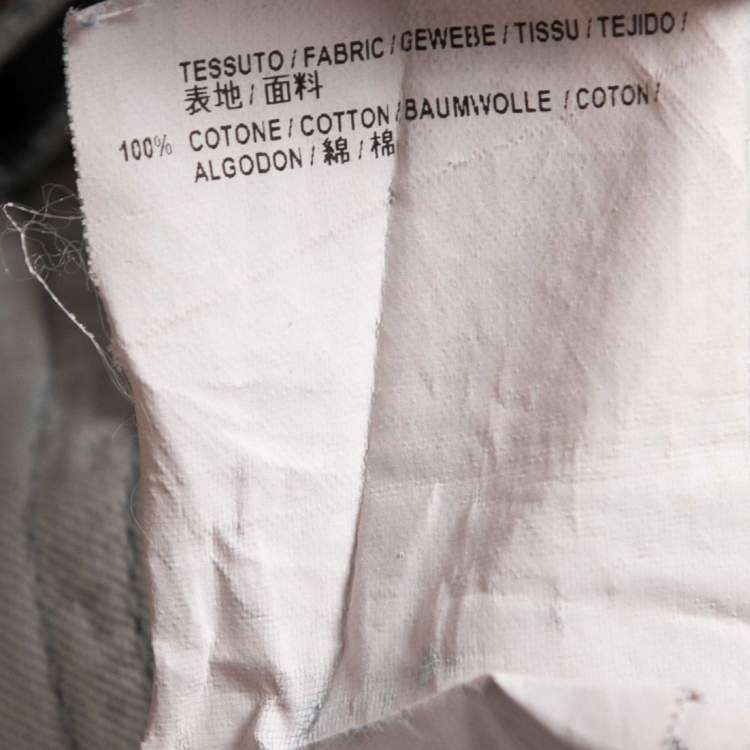 TESSUTO / FABRIC / GEWEBE / TISSU / TEJIDO /
表地 / 面料
100% COTONE / COTTON / BAUMWOLLE / COTON /
ALGODON / 綿 / 棉